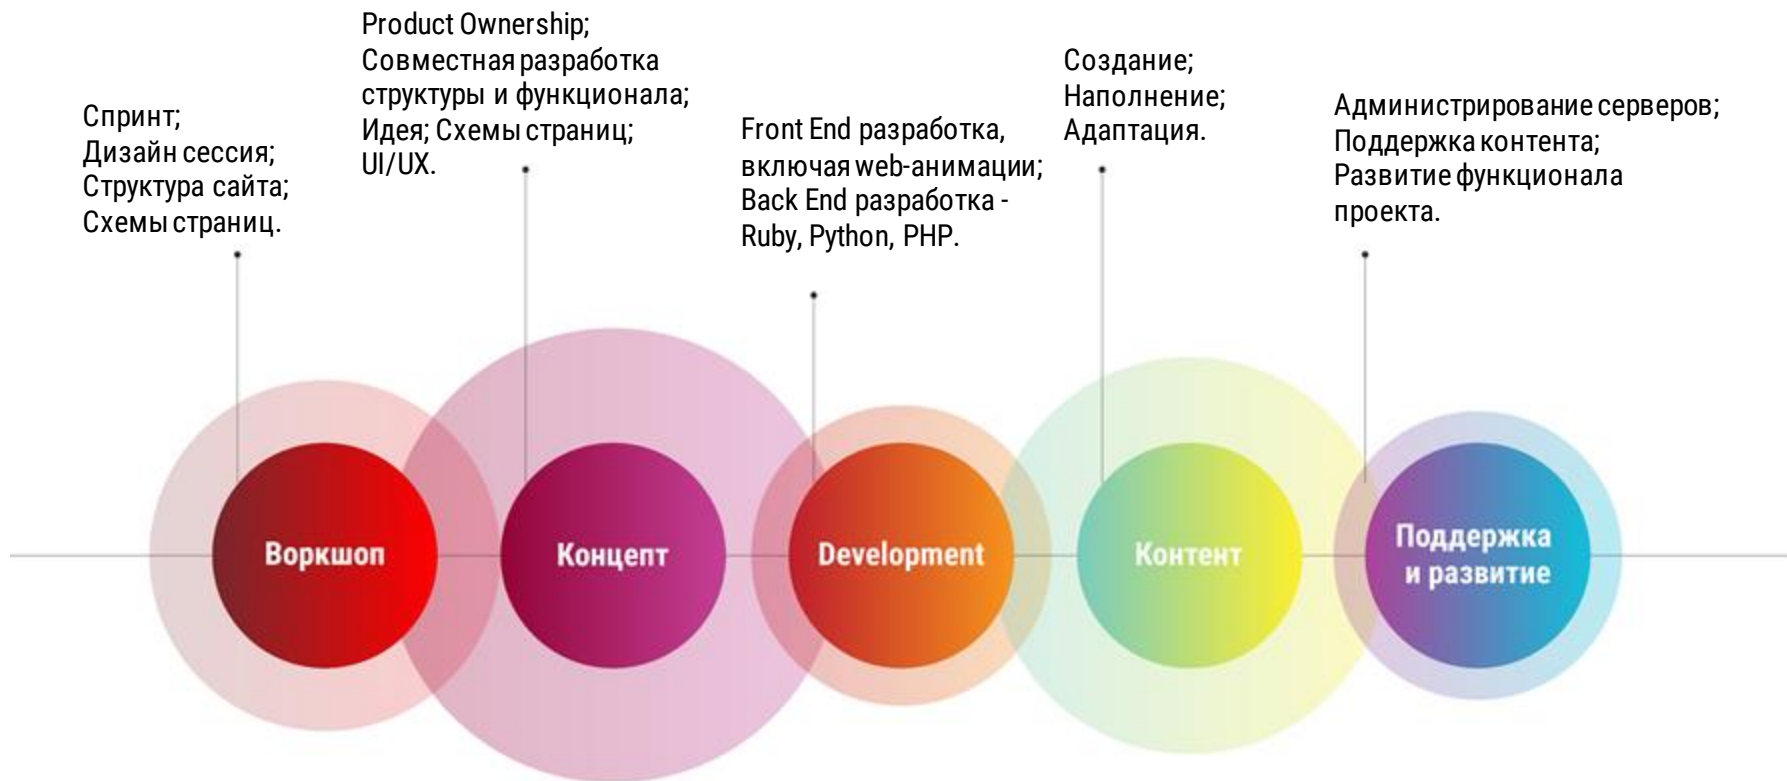 Спринт;
Дизайн сессия;
Структура сайта;
Схемы страниц.
Product Ownership;
Совместная разработка
структуры и функционала;
Идея; Схемы страниц;
UI/UX.
Front End разработка,
включая web-анимации;
Back End разработка -
Ruby, Python, PHP.
Создание;
Наполнение;
Адаптация.
Администрирование серверов;
Поддержка контента;
Развитие функционала
проекта.
Воркшоп
Концепт
Development
Контент
Поддержка
и развитие